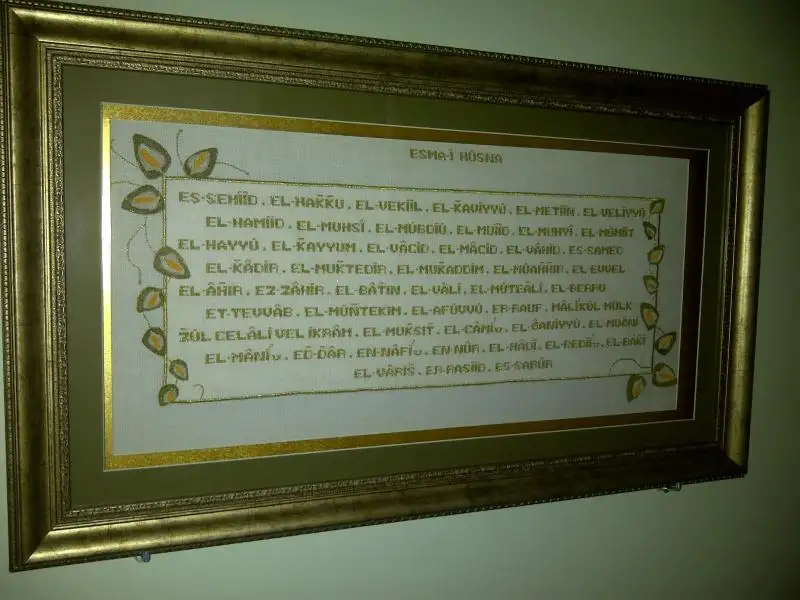 ESMA-İ HÜSNA
EŞ-ŞEHİİD . EL-HAKKU . EL-VEKİİL . EL-KAVİYYÜ . EL-METİİN . EL-VELİYYÜ
EL-HAMİİD . EL-MUHSİ . EL-MÜBDİÜ . EL-MUÎD . EL-MUHYİ . EL-MÜMİT
EL-HAYYÜ . EL-KAYYUM . EL-VÂCİD . EL-MÂCİD . EL-VÂHİD . ES-SAMED
EL-KÂDİR . EL-MUKTEDİR . EL-MUKADDİM . EL-MÜAHHİR . EL EVVEL
EL-ÂHİR . EZ-ZÂHİR . EL-BÂTIN . EL-VÂLİ . EL-MÜTEÂLİ . EL-BERRU
ET-TEVVÂB . EL-MÜNTEKİM . EL-AFÜVVÜ . ER-RAUF . MÂLİKÜL MÜLK
ZÜL CELÂLİ VEL İKRÂM . EL-MUKSİT . EL-CÂMİ . EL-ĞANİYYÜ . EL MUĞNİ
EL-MÂNİ . ED-DÂR . EN-NÂFİ . EN NÛR . EL-HÂDİ . EL-BEDİİ . EL-BÂKİ
EL-VÂRİS . ER-RAŞİİD . ES-SABÛR